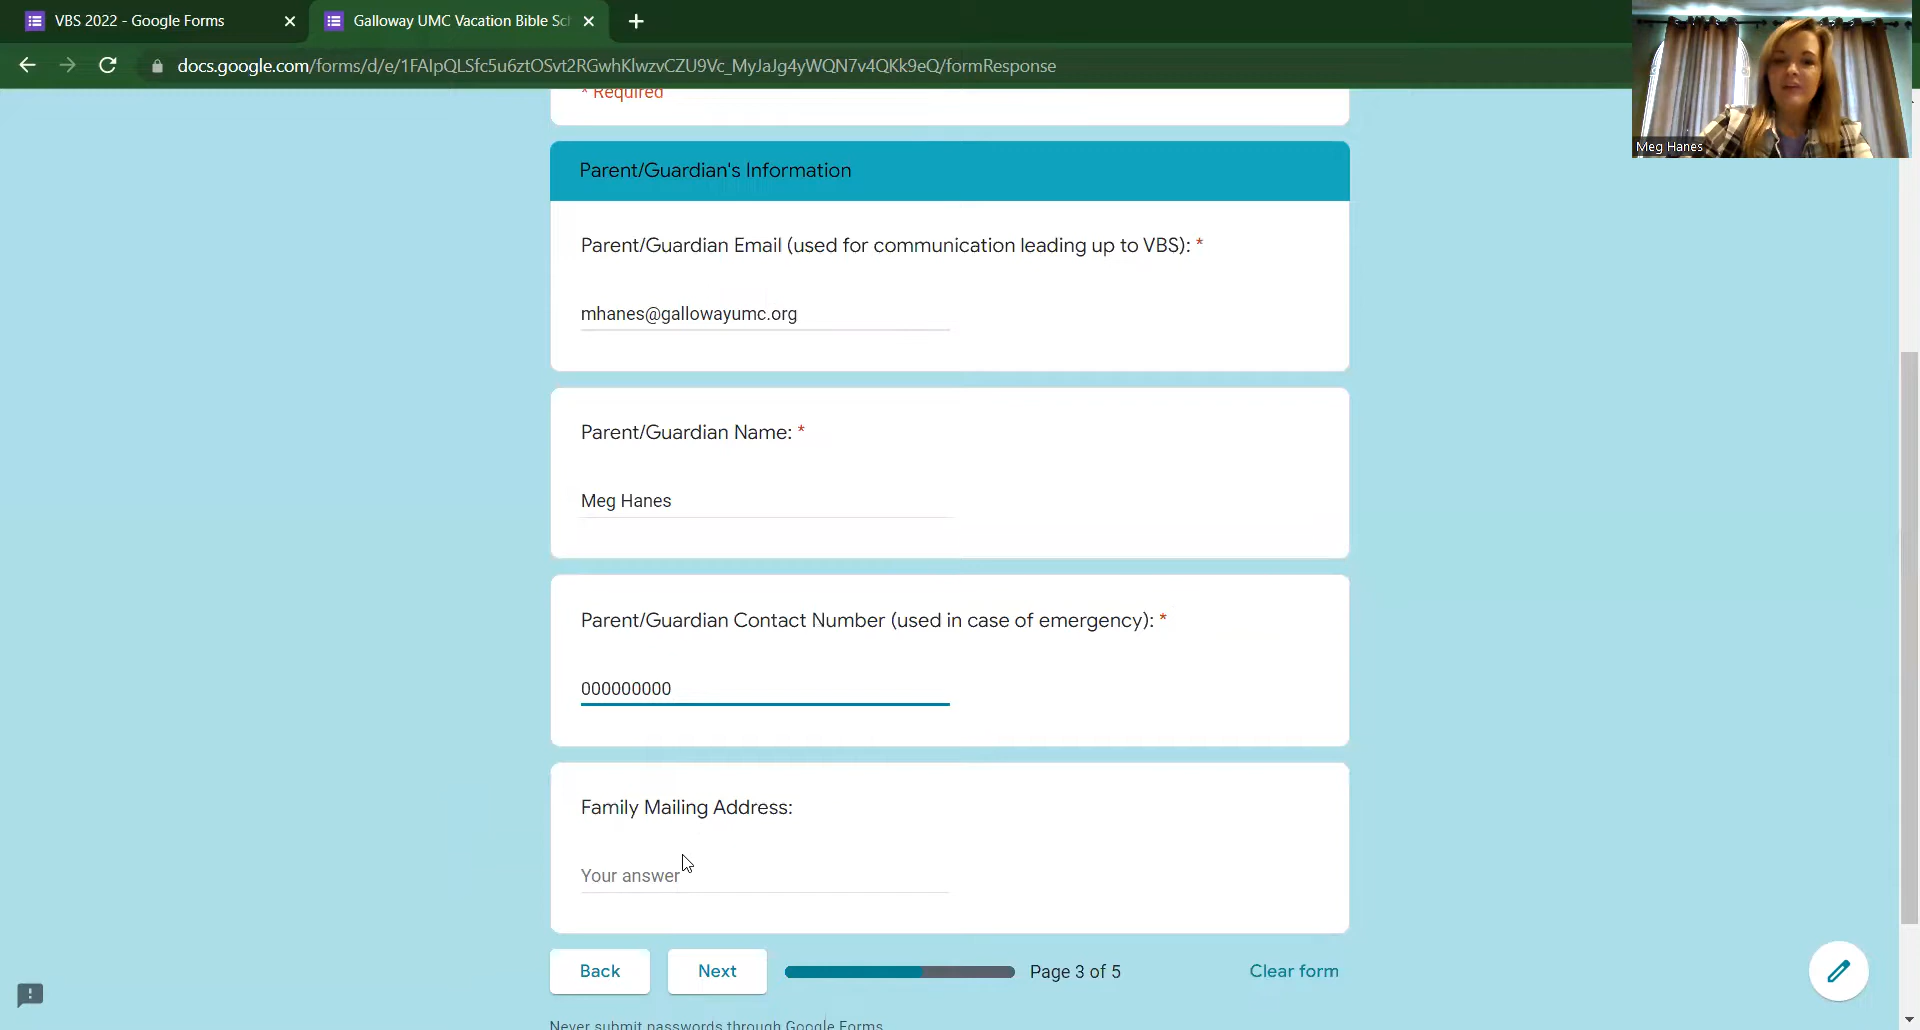 VBS 2022 - Google Forms
Galloway UMC Vacation Bible Sc
docs.google.com/forms/d/e/1FAIpQLSfc5u6ztOSvt2RGwhKlwzvCZU9Vc_MyJaJg4yWQN7v4QKk9eQ/formResponse
Meg Hanes
* Required
Parent/Guardian's Information
Parent/Guardian Email (used for communication leading up to VBS): *
mhanes@gallowayumc.org
Parent/Guardian Name: *
Meg Hanes
Parent/Guardian Contact Number (used in case of emergency): *
000000000
Family Mailing Address:
Your answer
Back
Next
Page 3 of 5
Clear form
Never submit passwords through Google Forms.